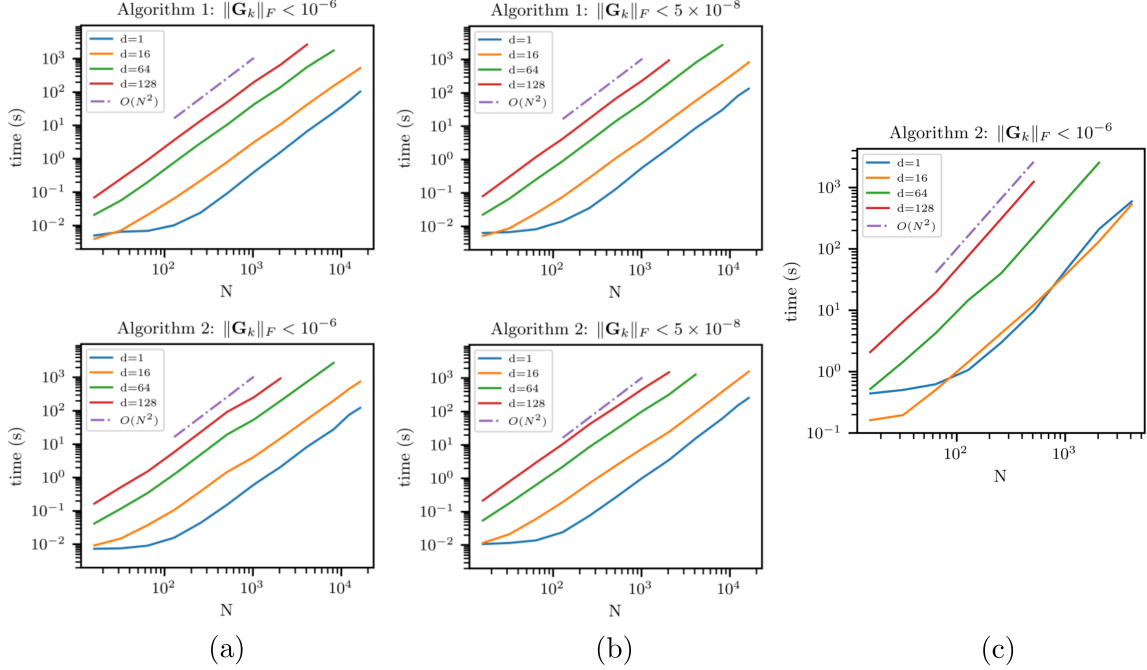 Algorithm 1: ‖G_k‖_F < 10^−6
d=1
d=16
d=64
d=128
O(N^2)
time (s)
10^3
10^2
10^1
10^0
10^−1
10^−2
10^2
10^3
10^4
N
Algorithm 1: ‖G_k‖_F < 5 × 10^−8
d=1
d=16
d=64
d=128
O(N^2)
time (s)
10^3
10^2
10^1
10^0
10^−1
10^−2
10^2
10^3
10^4
N
Algorithm 2: ‖G_k‖_F < 10^−6
d=1
d=16
d=64
d=128
O(N^2)
time (s)
10^3
10^2
10^1
10^0
10^−1
10^−2
10^2
10^3
10^4
N
Algorithm 2: ‖G_k‖_F < 5 × 10^−8
d=1
d=16
d=64
d=128
O(N^2)
time (s)
10^3
10^2
10^1
10^0
10^−1
10^−2
10^2
10^3
10^4
N
Algorithm 2: ‖G_k‖_F < 10^−6
d=1
d=16
d=64
d=128
O(N^2)
time (s)
10^3
10^2
10^1
10^0
10^−1
10^2
10^3
N
(a)
(b)
(c)